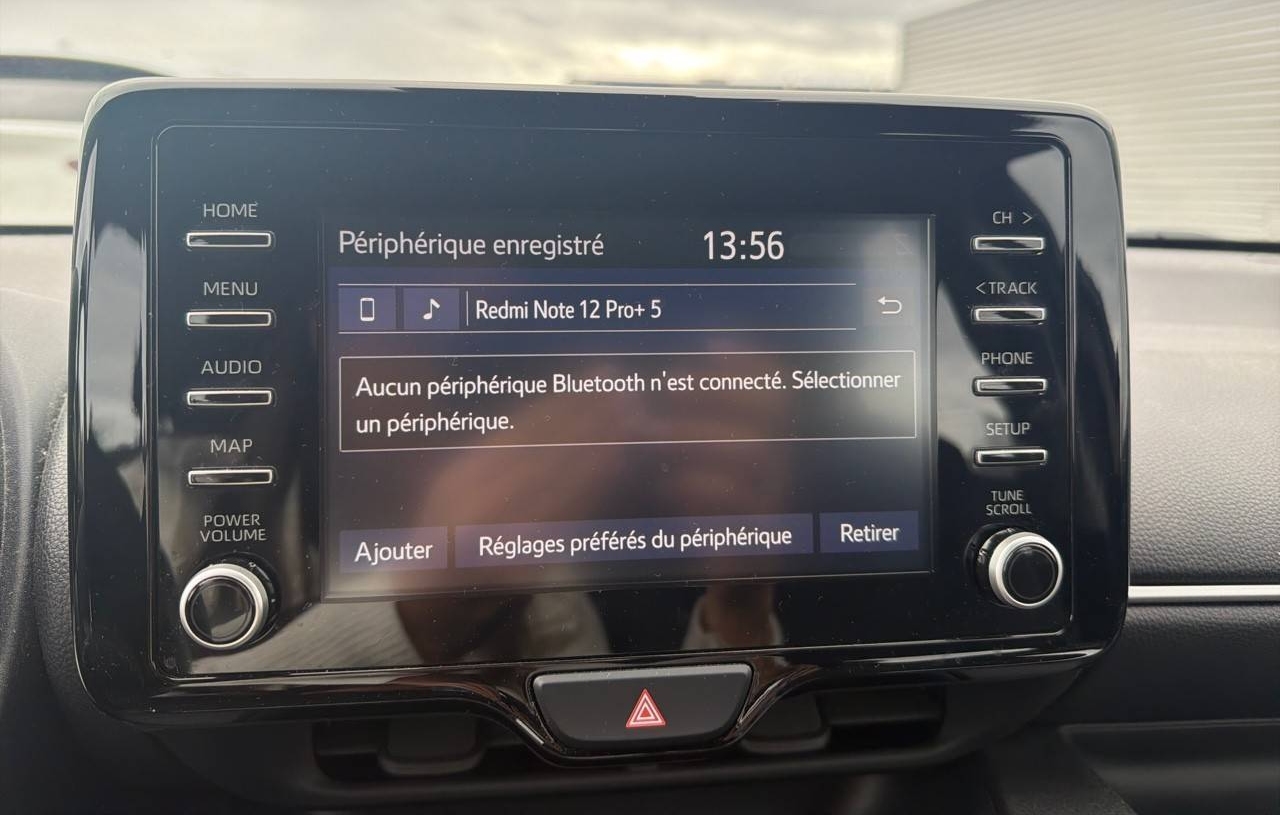 HOME
MENU
AUDIO
MAP
POWER
VOLUME
Périphérique enregistré 13:56
Redmi Note 12 Pro+ 5
Aucun périphérique Bluetooth n'est connecté. Sélectionner
un périphérique.
Ajouter Réglages préférés du périphérique Retirer
CH >
< TRACK
PHONE
SETUP
TUNE
SCROLL